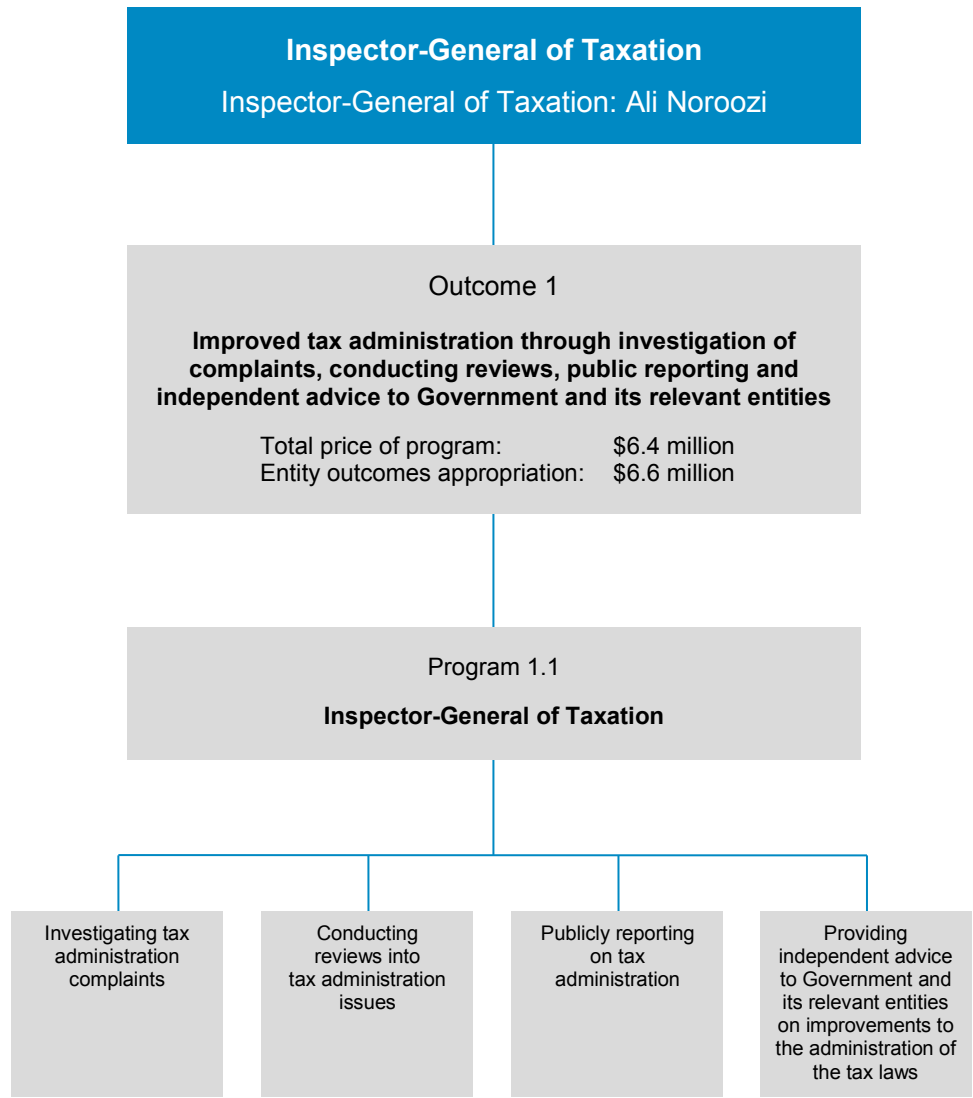 Inspector-General of Taxation
Inspector-General of Taxation: Ali Noroozi
Outcome 1
Improved tax administration through investigation of
complaints, conducting reviews, public reporting and
independent advice to Government and its relevant entities
Total price of program: $6.4 million
Entity outcomes appropriation: $6.6 million
Program 1.1
Inspector-General of Taxation
Investigating tax
administration
complaints
Conducting
reviews into
tax administration
issues
Publicly reporting
on tax
administration
Providing
independent advice
to Government and
its relevant entities
on improvements to
the administration of
the tax laws